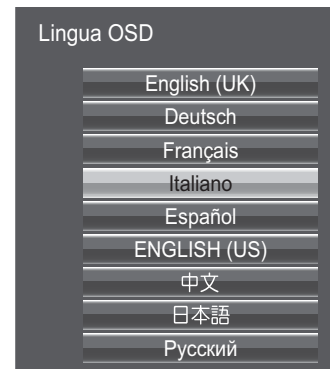 Lingua OSD
English (UK)
Deutsch
Français
Italiano
Español
ENGLISH (US)
中文
日本語
Русский